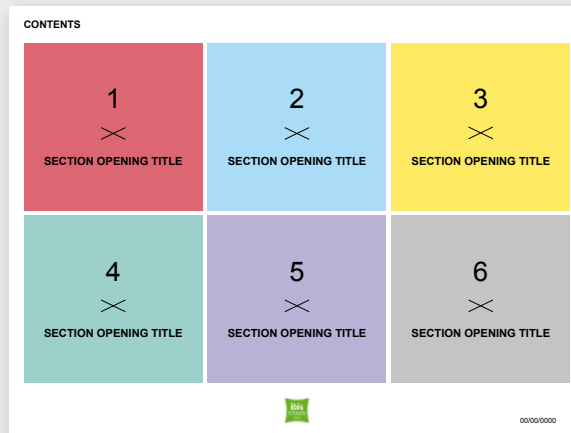 CONTENTS
1
SECTION OPENING TITLE
2
SECTION OPENING TITLE
3
SECTION OPENING TITLE
4
SECTION OPENING TITLE
5
SECTION OPENING TITLE
6
SECTION OPENING TITLE
ibis
00/00/0000